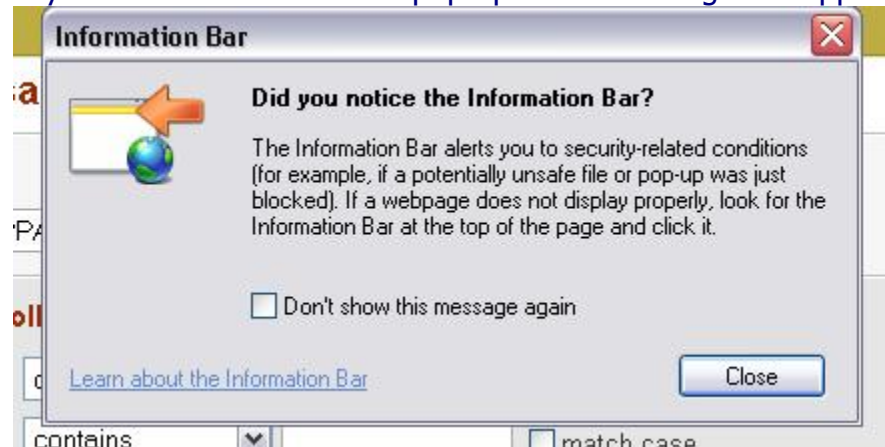 Information Bar
Did you notice the Information Bar?
The Information Bar alerts you to security-related conditions
(for example, if a potentially unsafe file or pop-up was just
blocked). If a webpage does not display properly, look for the
Information Bar at the top of the page and click it.
Don't show this message again
Learn about the Information Bar
Close
contains
match case